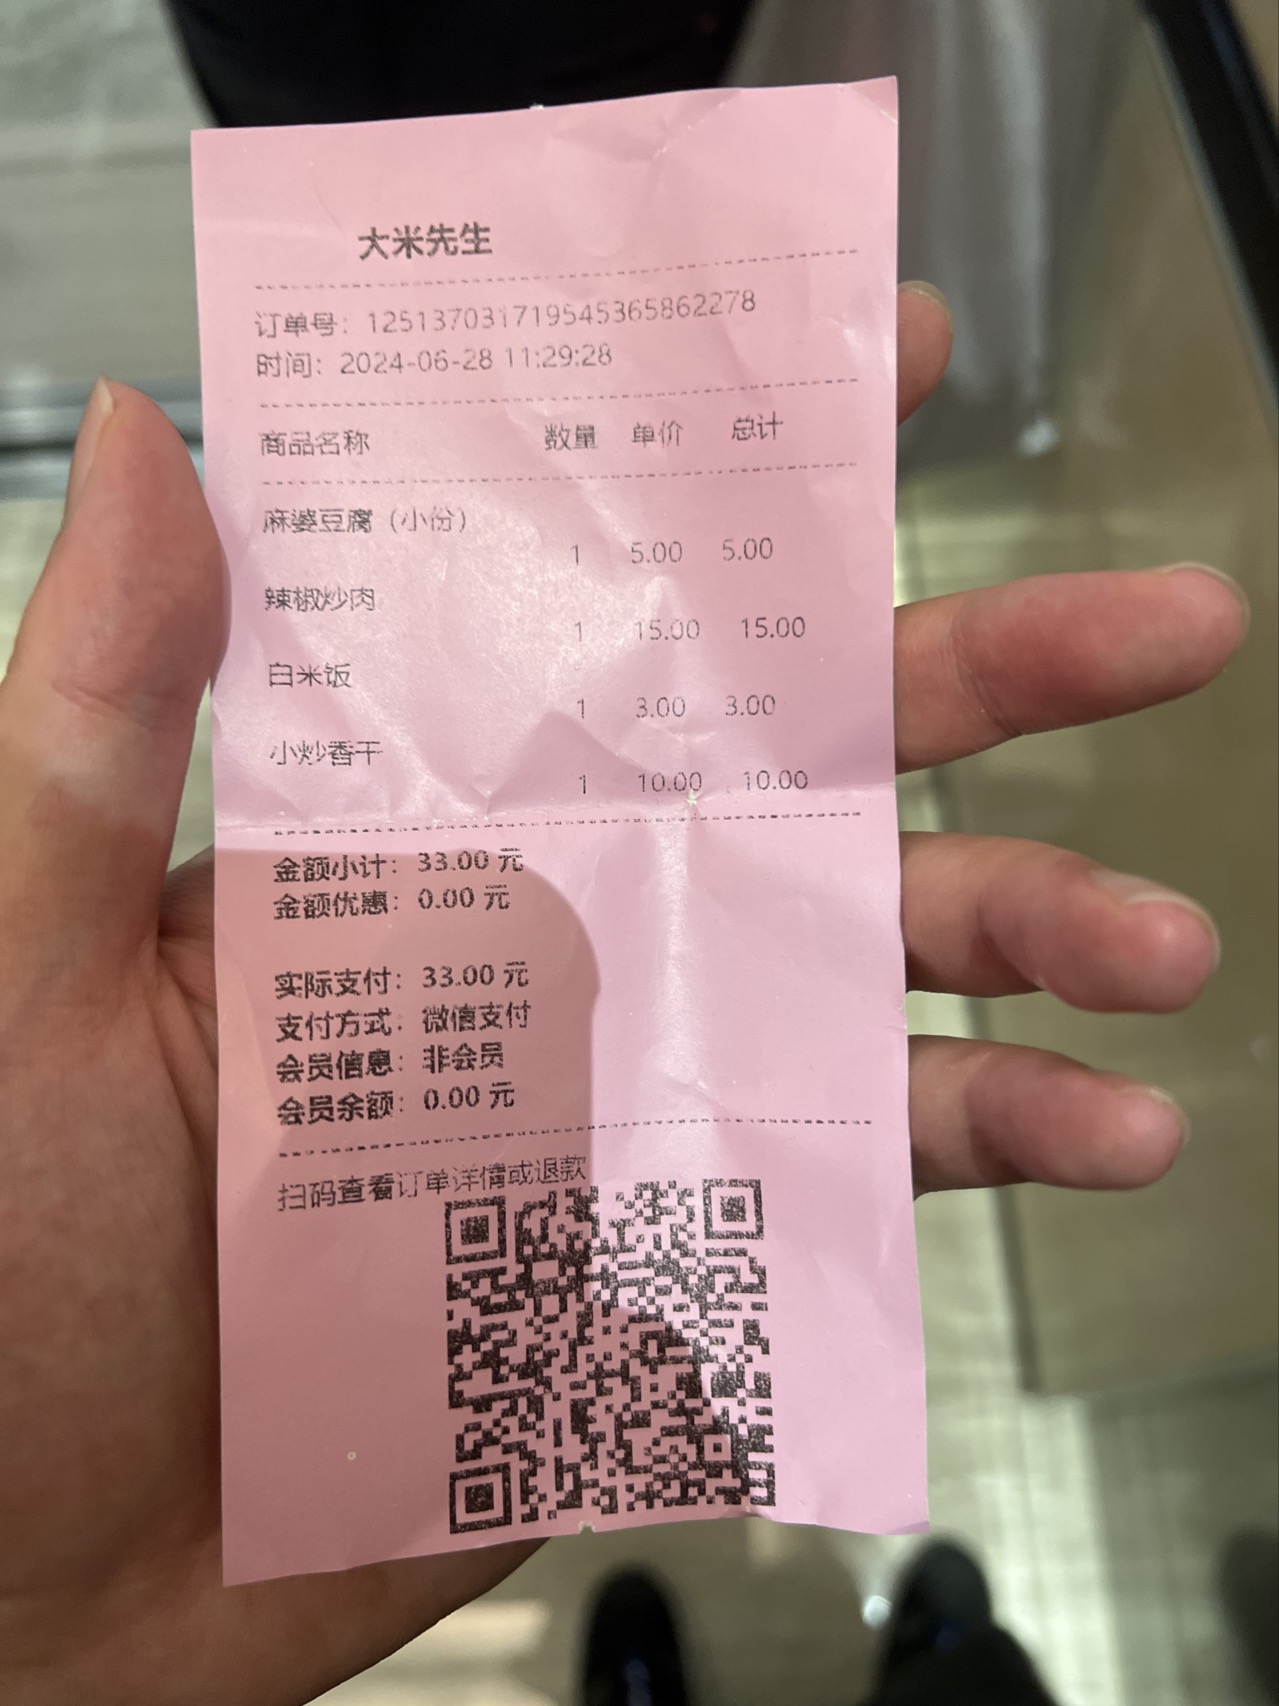 大米先生
订单号：1251370317195453658622​78
时间：2024-06-28 11:29:28
商品名称 数量 单价 总计
麻婆豆腐（小份）
1 5.00 5.00
辣椒炒肉
1 15.00 15.00
白米饭
1 3.00 3.00
小炒香干
1 10.00 10.00
金额小计：33.00 元
金额优惠：0.00 元
实际支付：33.00 元
支付方式：微信支付
会员信息：非会员
会员余额：0.00 元
扫码查看订单详情或退款